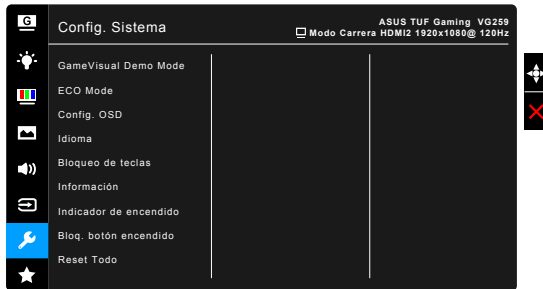 G
Config. Sistema
ASUS TUF Gaming VG259
Modo Carrera HDMI2 1920x1080@ 120Hz
GameVisual Demo Mode
ECO Mode
Config. OSD
Idioma
Bloqueo de teclas
Información
Indicador de encendido
Bloq. botón encendido
Reset Todo